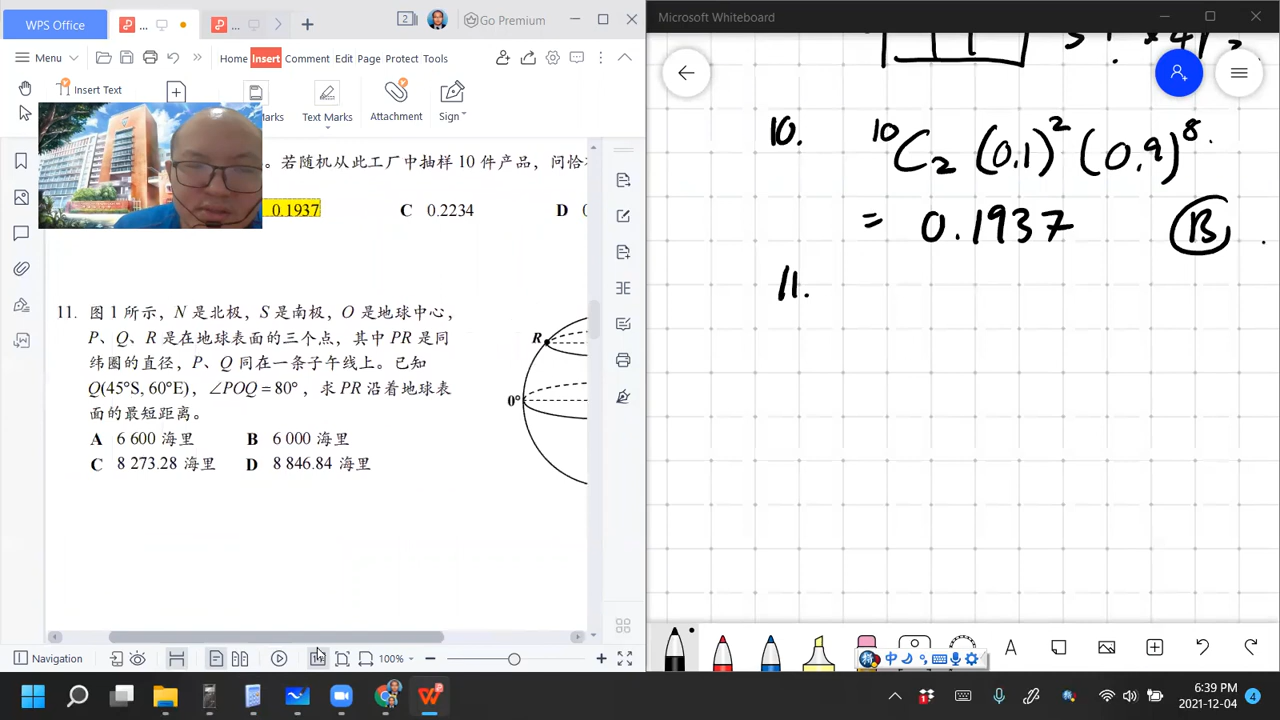 WPS Office
2
Go Premium
Menu
Home Insert Comment Edit Page Protect Tools
Insert Text
Text Marks
Attachment
Sign
Marks
。若随机从此工厂中抽样 10 件产品，问恰
0.1937 C 0.2234 D
11. 图 1 所示，N 是北极，S 是南极，O 是地球中心，
P、Q、R 是在地球表面的三个点，其中 PR 是同
纬圈的直径，P、Q 同在一条子午线上。已知
Q(45°S, 60°E)，∠POQ = 80°，求 PR 沿着地球表
面的最短距离。
A 6 600 海里 B 6 000 海里
C 8 273.28 海里 D 8 846.84 海里
R
0°
Navigation
100%
Microsoft Whiteboard
10. ¹⁰C₂ (0.1)² (0.9)⁸
= 0.1937 B
11.
中
6:39 PM
2021-12-04
4